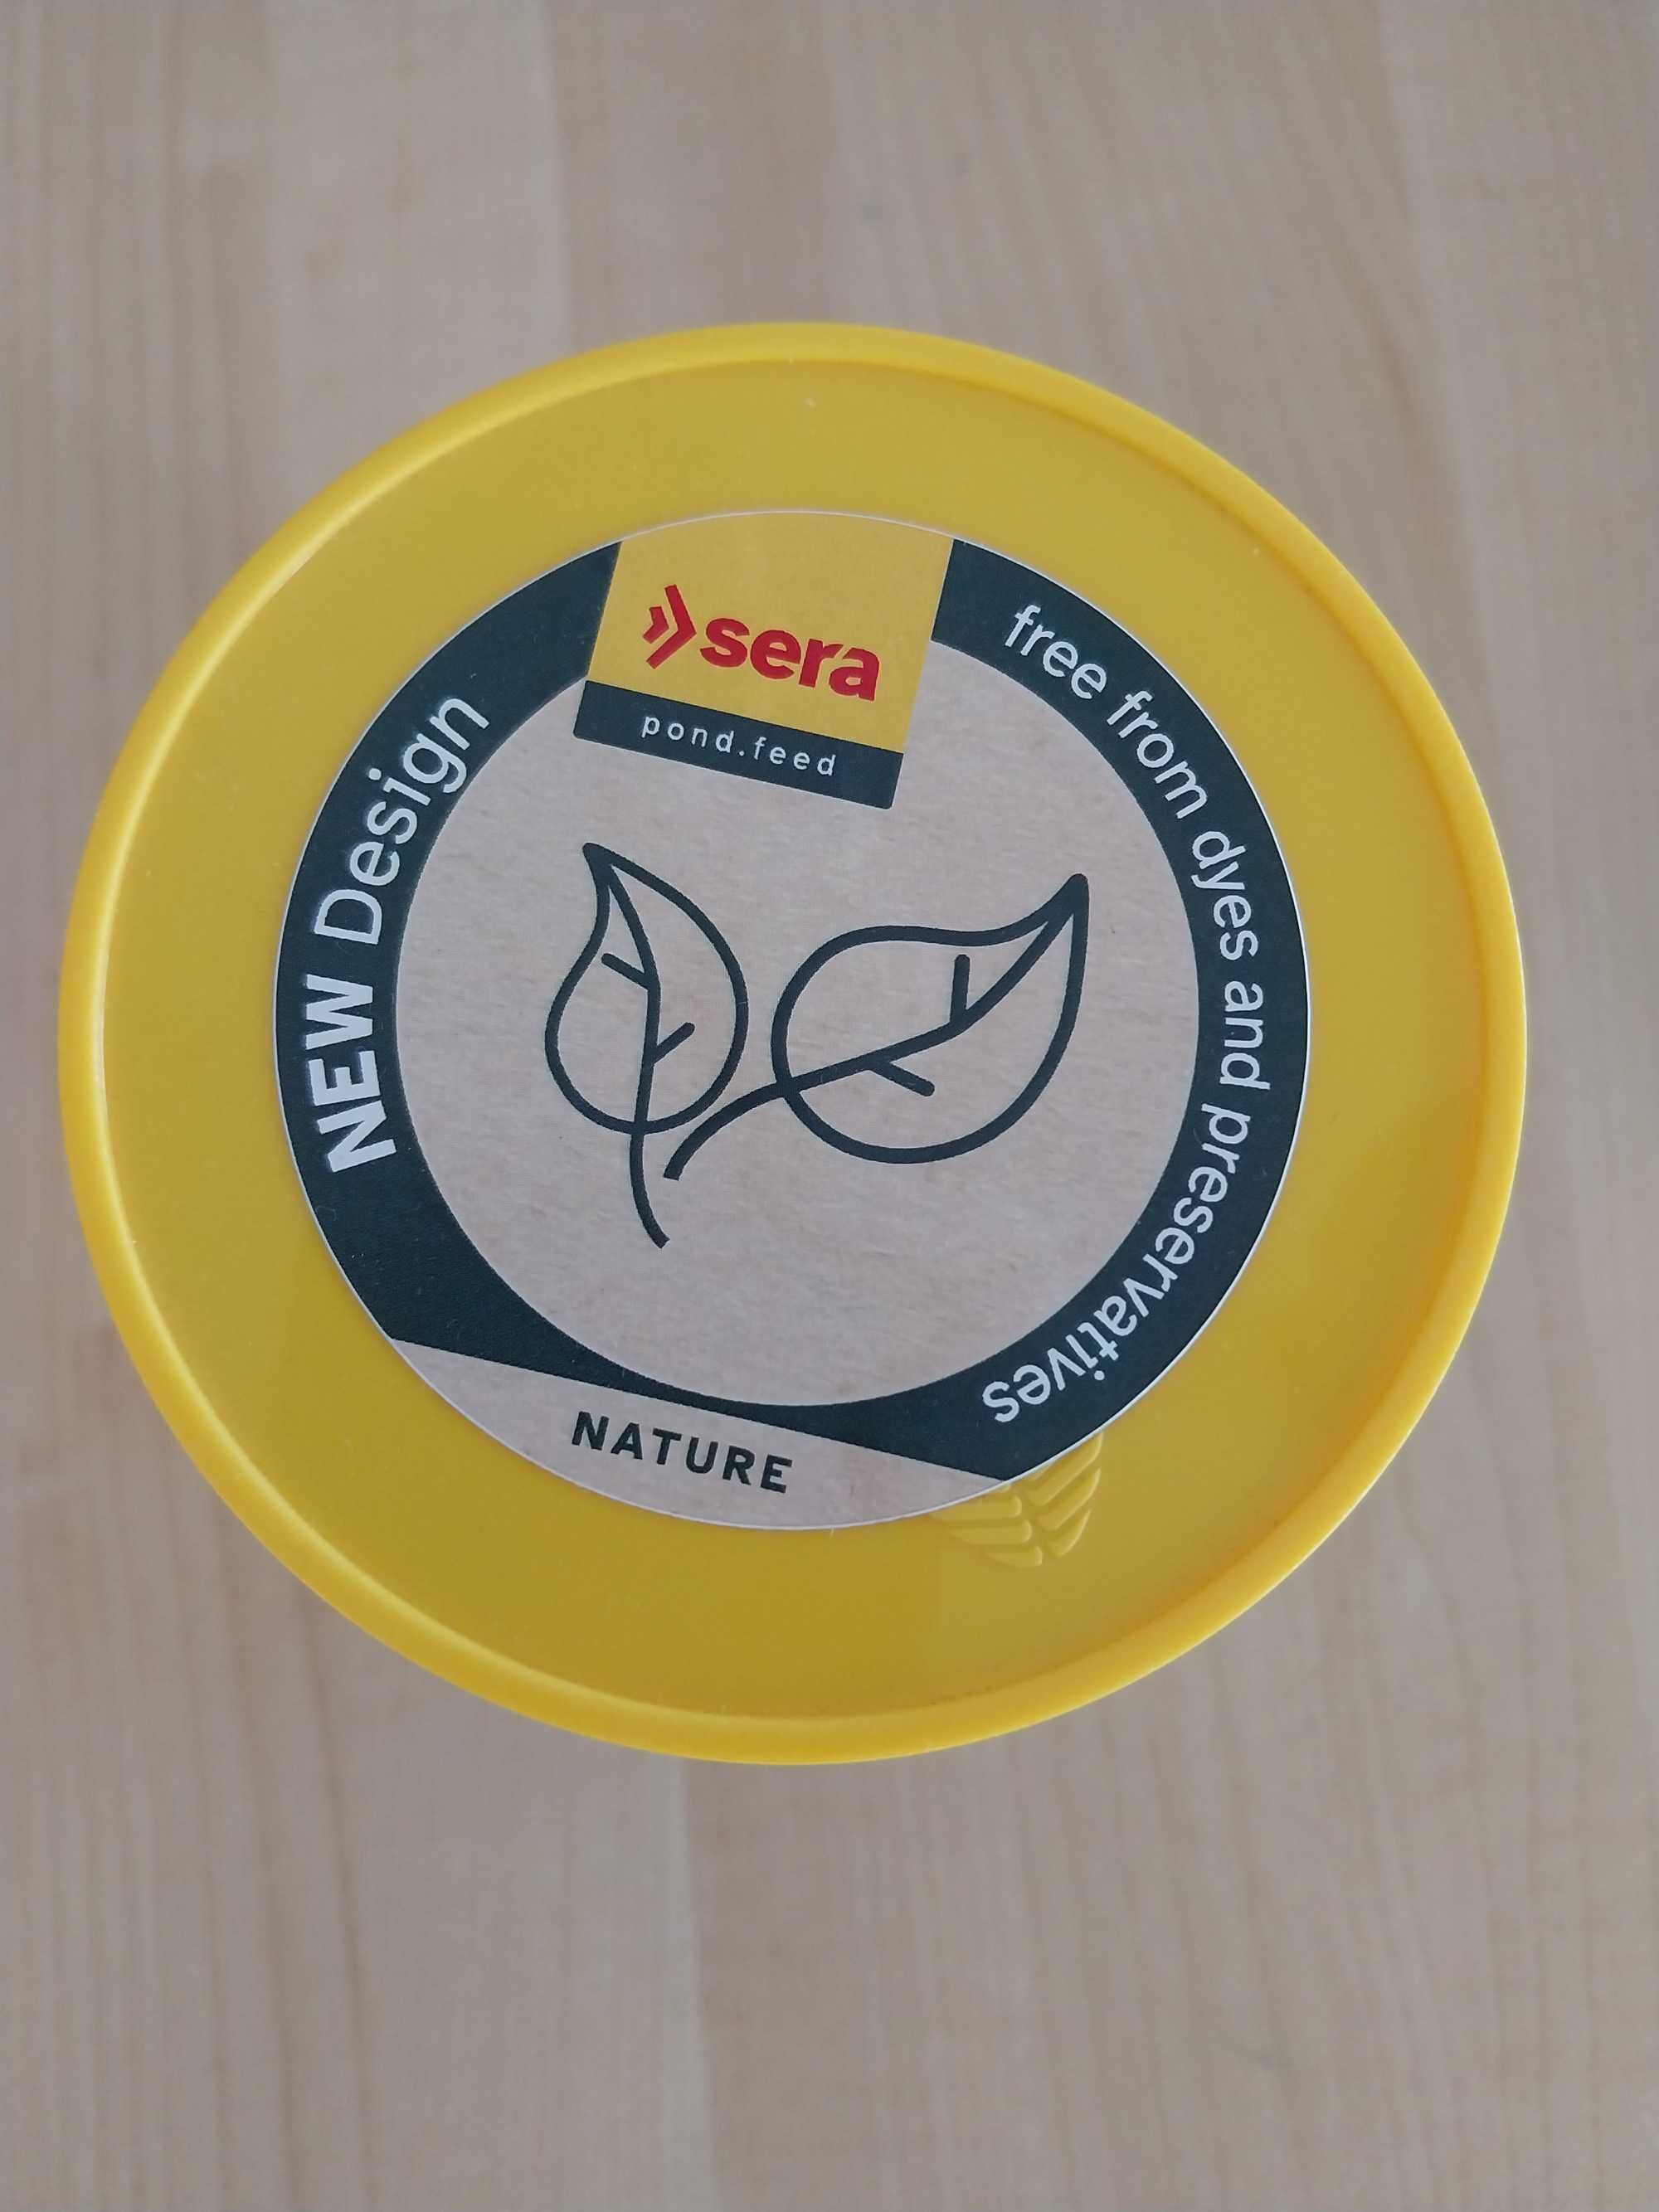 sera
pond.feed
NEW Design
free from dyes and preservatives
NATURE